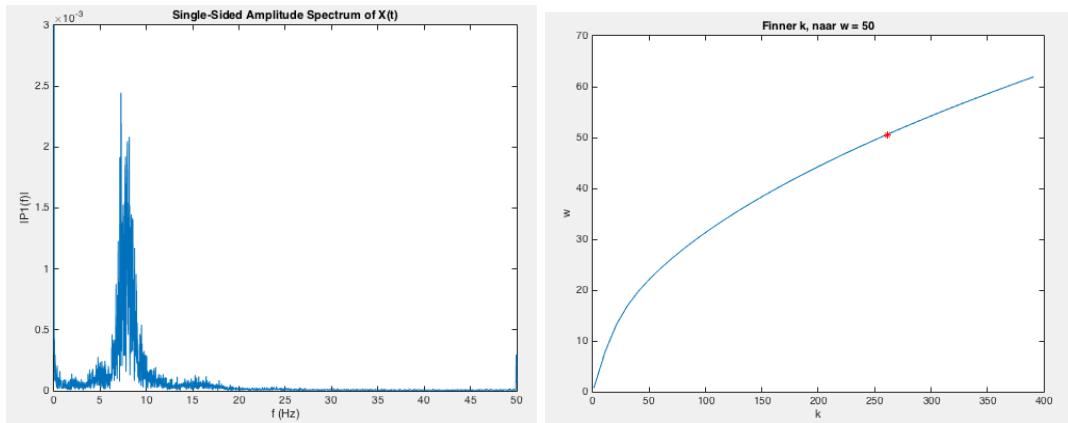 Single-Sided Amplitude Spectrum of X(t)
×10⁻³
3
2.5
2
1.5
1
0.5
0
|P1(f)|
0 5 10 15 20 25 30 35 40 45 50
f (Hz)
Finner k, naar w = 50
70
60
50
40
30
20
10
0
w
0 50 100 150 200 250 300 350 400
k